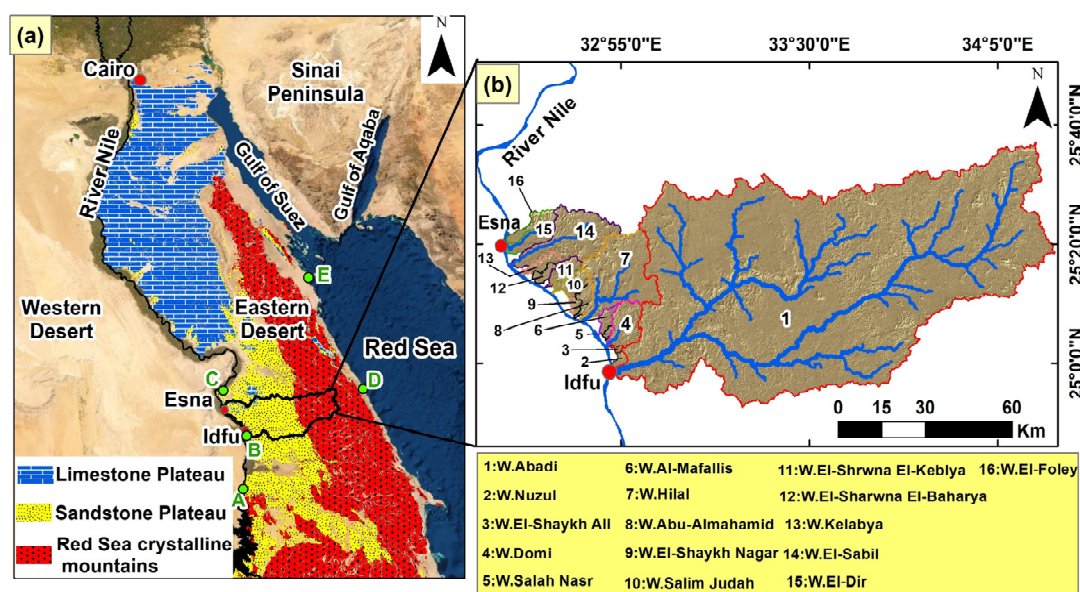 (a)
N
Cairo
Sinai
Peninsula
River Nile
Gulf of Suez
Gulf of Aqaba
E
Western
Desert
Eastern
Desert
Red Sea
C
D
Esna
Idfu
B
A
Limestone Plateau
Sandstone Plateau
Red Sea crystalline
mountains
32°55'0"E
33°30'0"E
34°5'0"E
(b)
N
River Nile
25°40'0"N
25°20'0"N
25°0'0"N
16
Esna
15
14
13
7
11
12
10
9
8
6
5
4
3
2
1
Idfu
0 15 30 60
Km
1:W.Abadi
2:W.Nuzul
3:W.El-Shaykh All
4:W.Domi
5:W.Salah Nasr
6:W.Al-Mafallis
7:W.Hilal
8:W.Abu-Almahamid
9:W.El-Shaykh Nagar
10:W.Salim Judah
11:W.El-Shrwna El-Keblya
12:W.El-Sharwna El-Baharya
13:W.Kelabya
14:W.El-Sabil
15:W.El-Dir
16:W.El-Foley